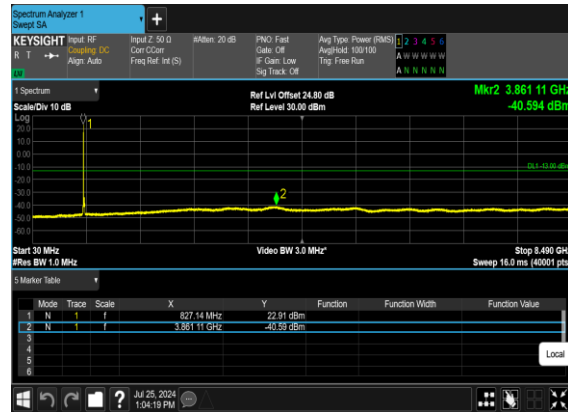 Spectrum Analyzer 1
Swept SA
+
KEYSIGHT Input: RF Input Z: 50 Ω #Atten: 20 dB PNO: Fast Avg Type: Power (RMS) 1 2 3 4 5 6
R T Coupling: DC Corr CCorr Gate: Off Avg|Hold: 100/100 A W W W W W
Align: Auto Freq Ref: Int (S) IF Gain: Low Trig: Free Run
Sig Track: Off A N N N N N
1 Spectrum
Scale/Div 10 dB
Ref Lvl Offset 24.80 dB
Ref Level 30.00 dBm
Mkr2 3.861 11 GHz
-40.594 dBm
Log
1
20.0
10.0
0.00
-10.0
DL1 -13.00 dBm
-20.0
-30.0
2
-40.0
-50.0
-60.0
Start 30 MHz Video BW 3.0 MHz* Stop 8.490 GHz
#Res BW 1.0 MHz Sweep 16.0 ms (40001 pts)
5 Marker Table
Mode Trace Scale X Y Function Function Width Function Value
1 N 1 f 827.14 MHz 22.91 dBm
2 N 1 f 3.861 11 GHz -40.59 dBm
3
4
5
6
Local
? Jul 25, 2024
1:04:19 PM